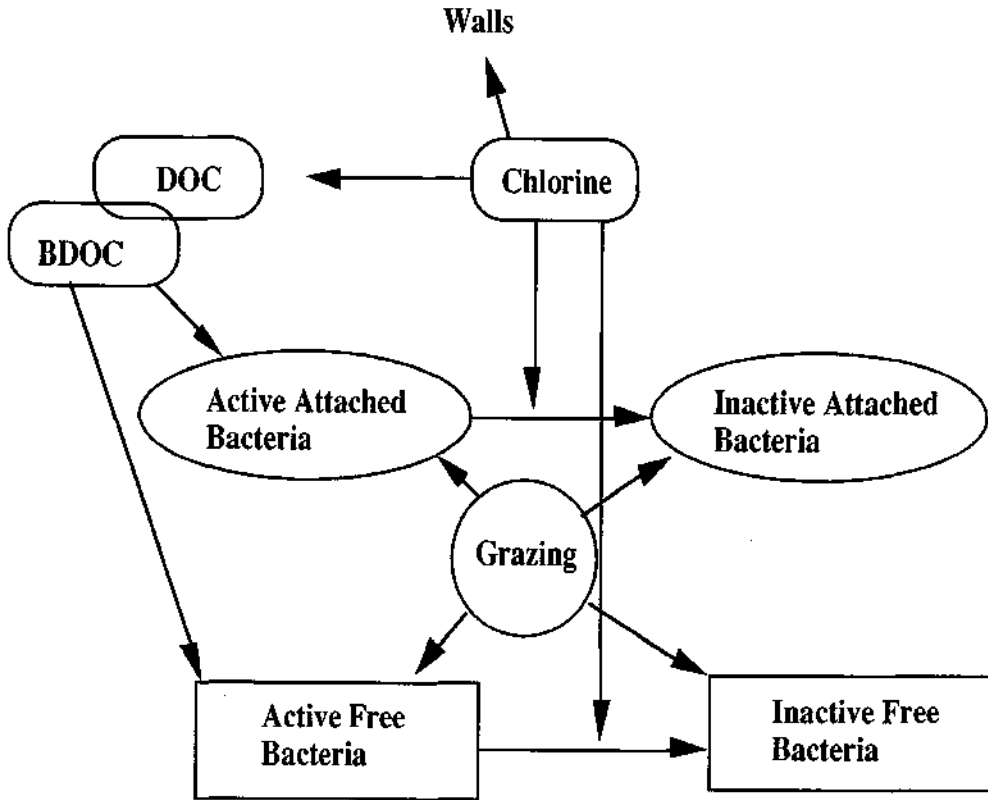 Walls
DOC
Chlorine
BDOC
Active Attached
Bacteria
Inactive Attached
Bacteria
Grazing
Active Free
Bacteria
Inactive Free
Bacteria